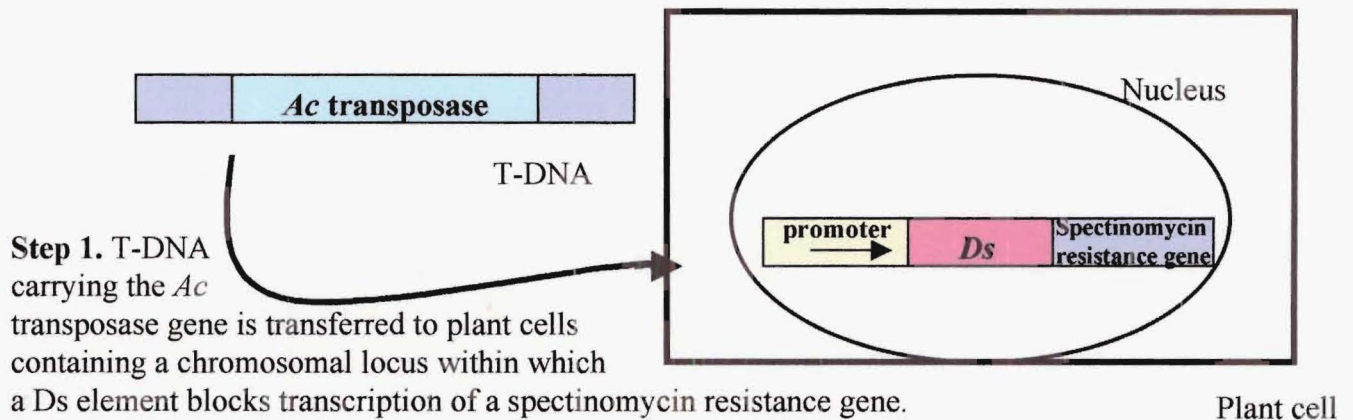 Ac transposase
T-DNA
Nucleus
promoter
Ds
Spectinomycin
resistance gene
Step 1. T-DNA
carrying the Ac
transposase gene is transferred to plant cells
containing a chromosomal locus within which
a Ds element blocks transcription of a spectinomycin resistance gene.
Plant cell